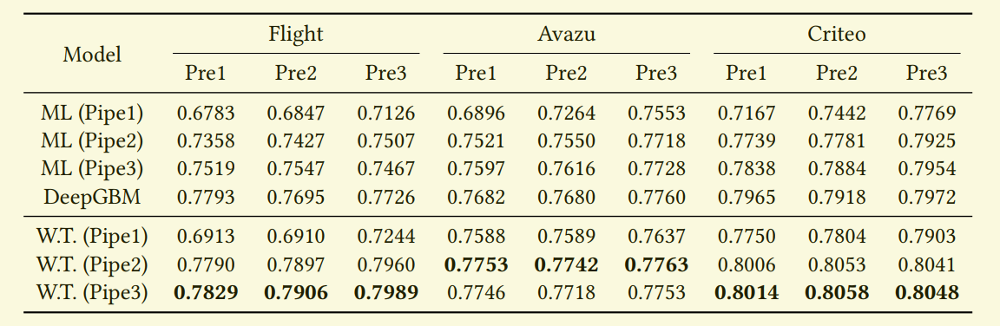 Model Flight Avazu Criteo
Pre1 Pre2 Pre3 Pre1 Pre2 Pre3 Pre1 Pre2 Pre3
ML (Pipe1) 0.6783 0.6847 0.7126 0.6896 0.7264 0.7553 0.7167 0.7442 0.7769
ML (Pipe2) 0.7358 0.7427 0.7507 0.7521 0.7550 0.7718 0.7739 0.7781 0.7925
ML (Pipe3) 0.7519 0.7547 0.7467 0.7597 0.7616 0.7728 0.7838 0.7884 0.7954
DeepGBM 0.7793 0.7695 0.7726 0.7682 0.7680 0.7760 0.7965 0.7918 0.7972
W.T. (Pipe1) 0.6913 0.6910 0.7244 0.7588 0.7589 0.7637 0.7750 0.7804 0.7903
W.T. (Pipe2) 0.7790 0.7897 0.7960 0.7753 0.7742 0.7763 0.8006 0.8053 0.8041
W.T. (Pipe3) 0.7829 0.7906 0.7989 0.7746 0.7718 0.7753 0.8014 0.8058 0.8048